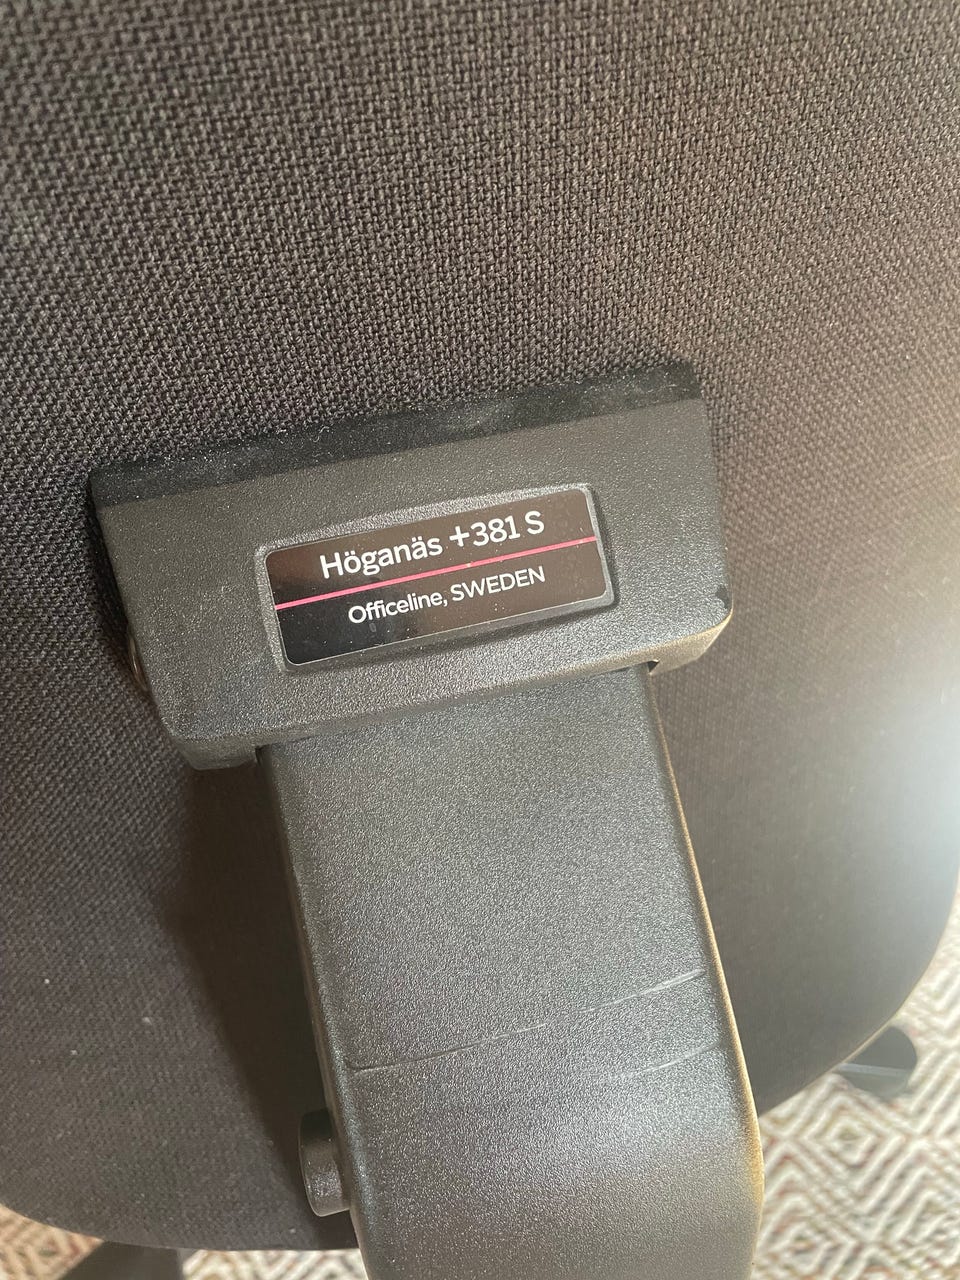 Höganäs +381 S
Officeline, SWEDEN